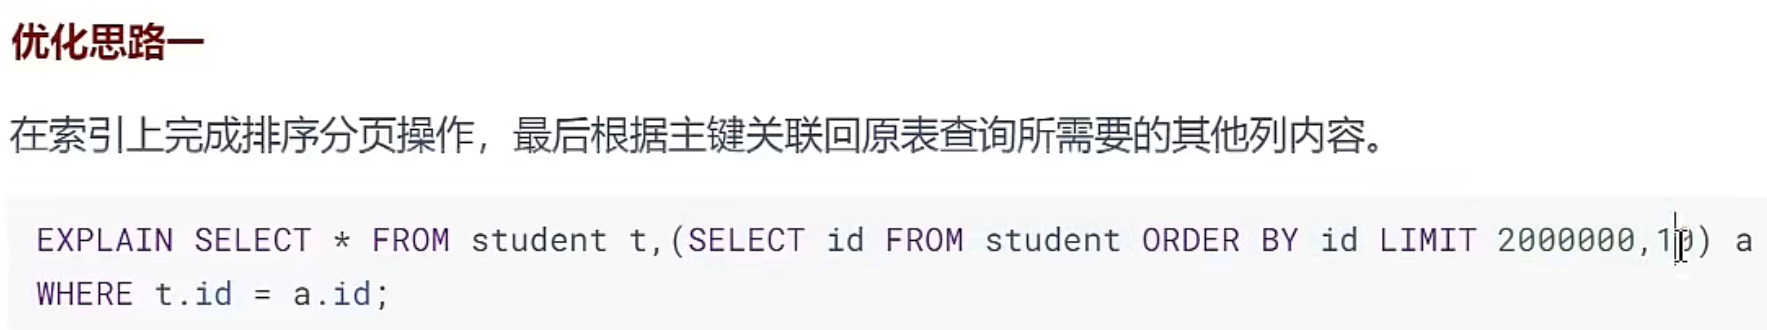 优化思路一
在索引上完成排序分页操作，最后根据主键关联回原表查询所需要的其他列内容。
EXPLAIN SELECT * FROM student t,(SELECT id FROM student ORDER BY id LIMIT 2000000,10) a
WHERE t.id = a.id;